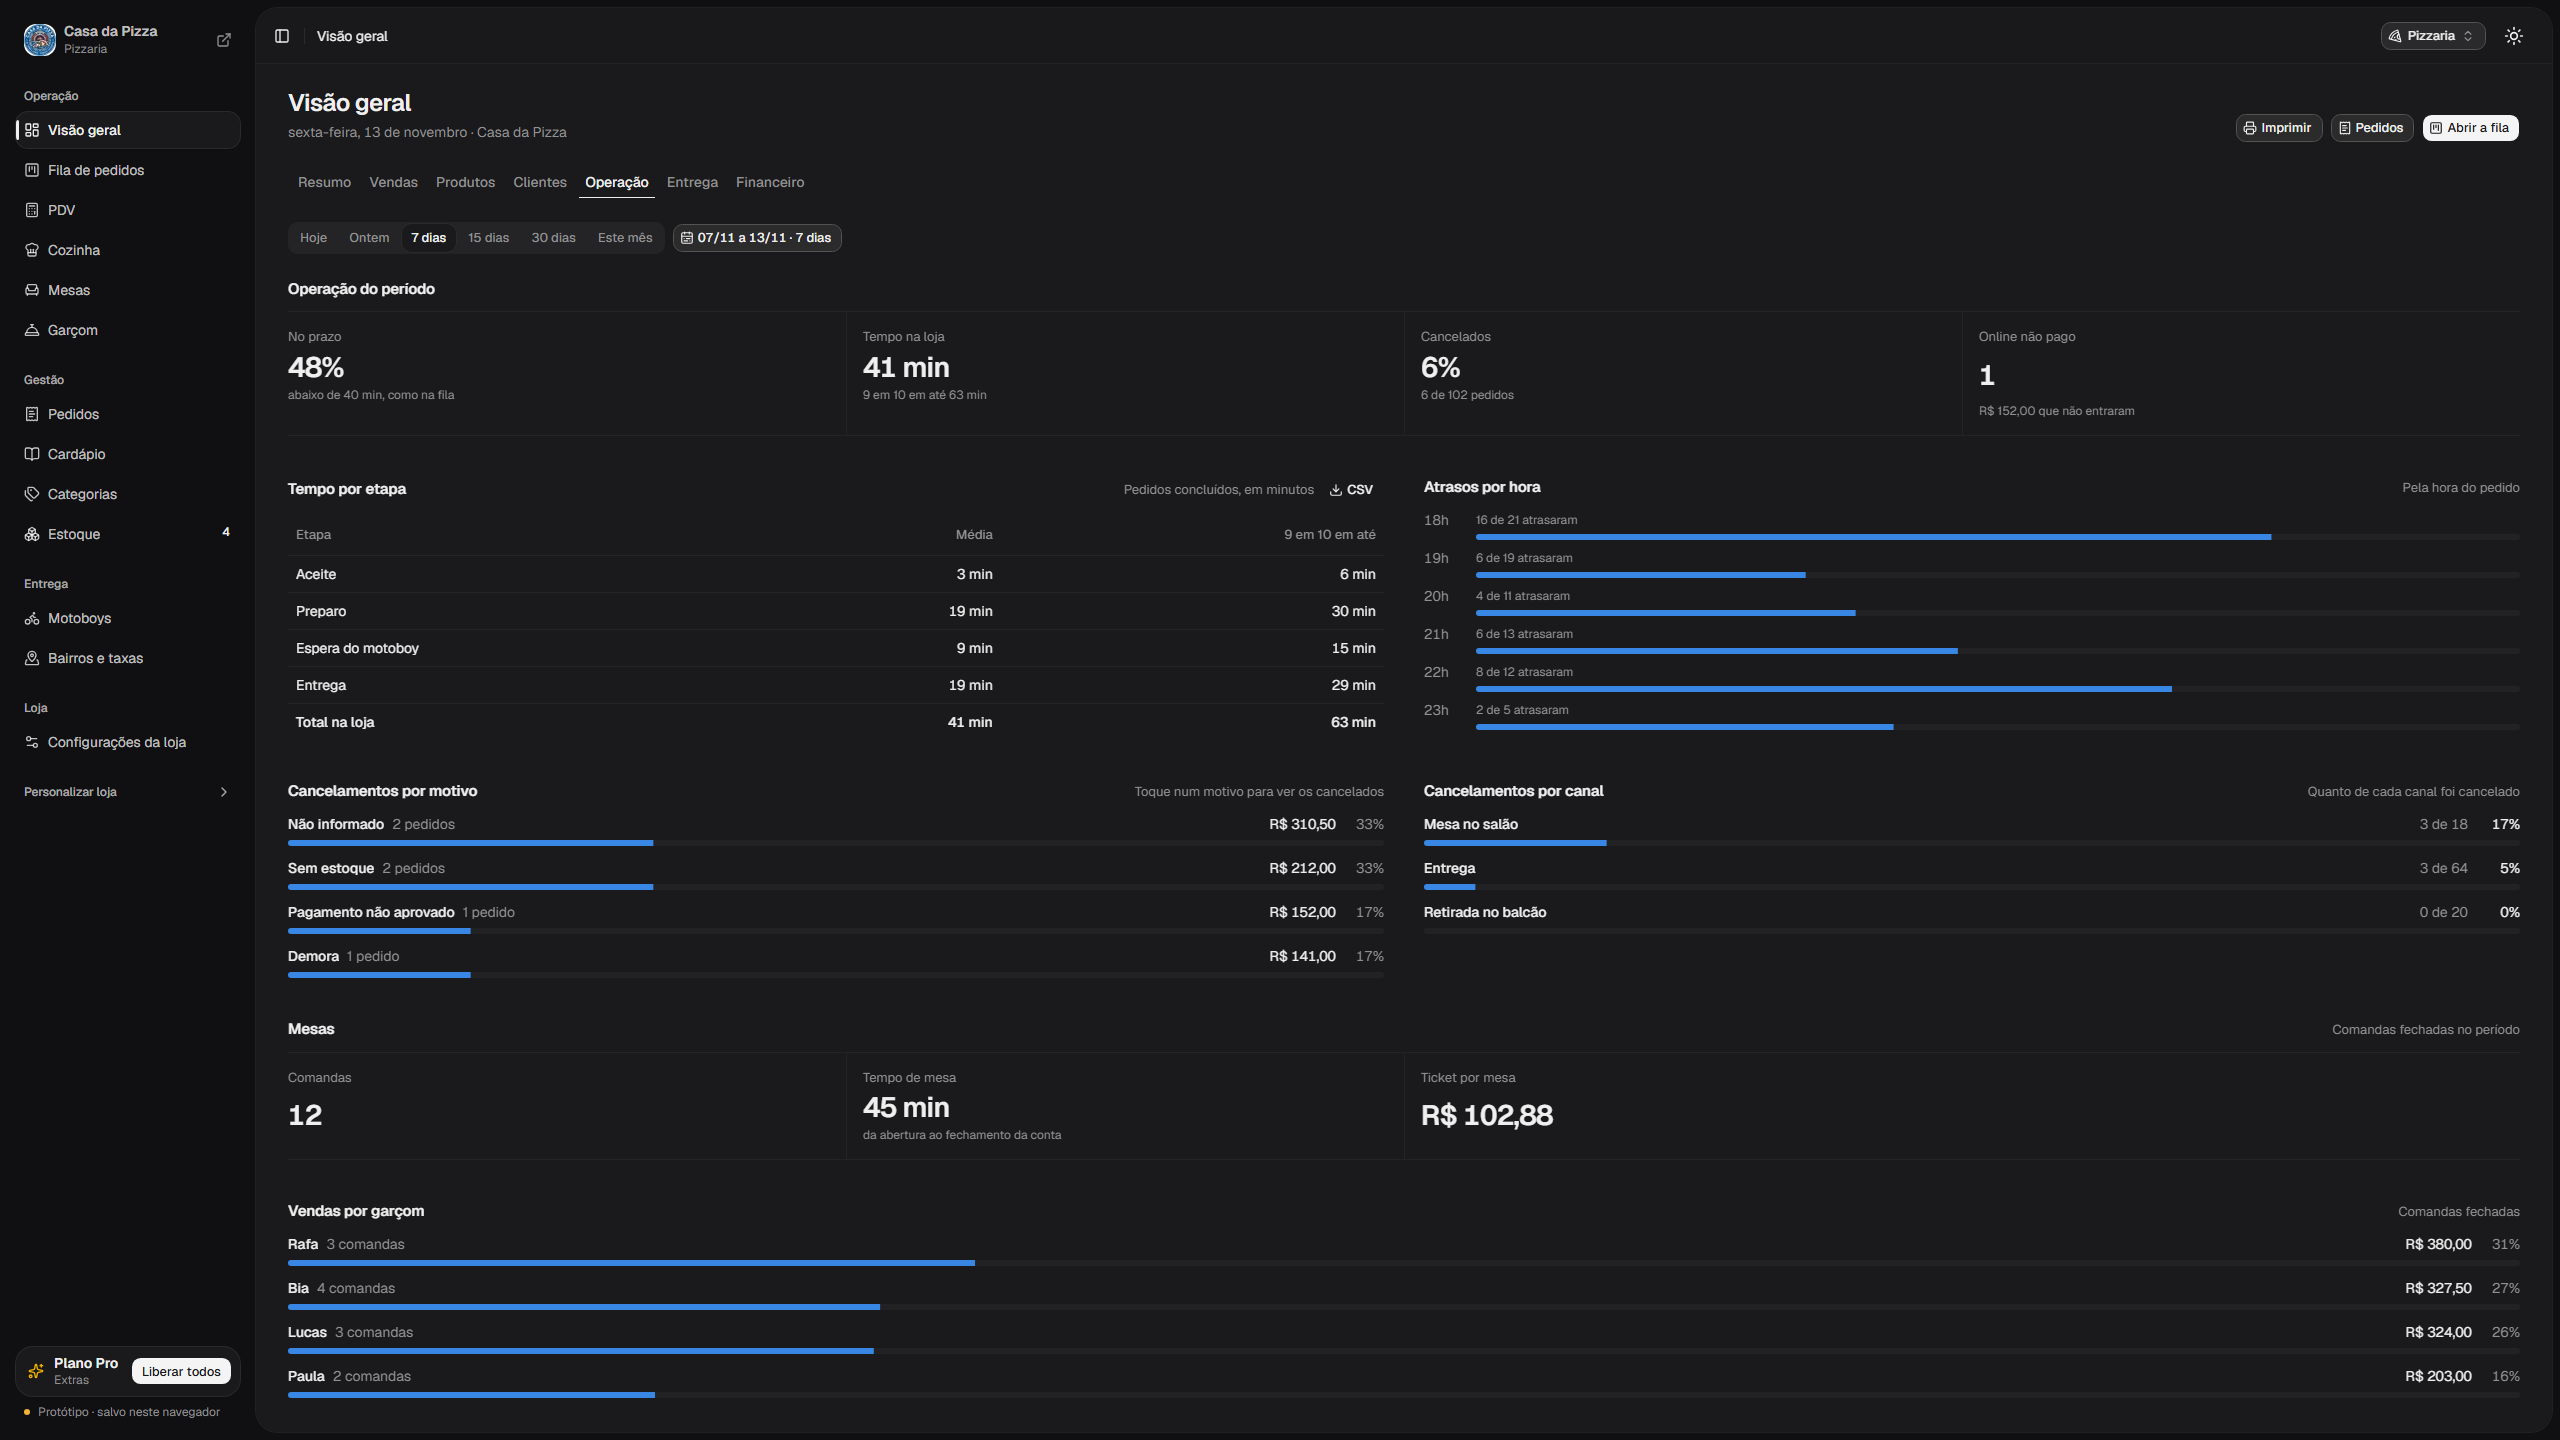 Casa da Pizza
Pizzaria
Operação
Visão geral
Fila de pedidos
PDV
Cozinha
Mesas
Garçom
Gestão
Pedidos
Cardápio
Categorias
Estoque 4
Entrega
Motoboys
Bairros e taxas
Loja
Configurações da loja
Personalizar loja
Plano Pro
Extras
Liberar todos
Protótipo · salvo neste navegador
Visão geral
Pizzaria
Visão geral
sexta-feira, 13 de novembro · Casa da Pizza
Imprimir Pedidos Abrir a fila
Resumo Vendas Produtos Clientes Operação Entrega Financeiro
Hoje Ontem 7 dias 15 dias 30 dias Este mês 07/11 a 13/11 · 7 dias
Operação do período
No prazo
48%
abaixo de 40 min, como na fila
Tempo na loja
41 min
9 em 10 em até 63 min
Cancelados
6%
6 de 102 pedidos
Online não pago
1
R$ 152,00 que não entraram
Tempo por etapa Pedidos concluídos, em minutos CSV
Etapa Média 9 em 10 em até
Aceite 3 min 6 min
Preparo 19 min 30 min
Espera do motoboy 9 min 15 min
Entrega 19 min 29 min
Total na loja 41 min 63 min
Atrasos por hora Pela hora do pedido
18h 16 de 21 atrasaram
19h 6 de 19 atrasaram
20h 4 de 11 atrasaram
21h 6 de 13 atrasaram
22h 8 de 12 atrasaram
23h 2 de 5 atrasaram
Cancelamentos por motivo Toque num motivo para ver os cancelados
Não informado 2 pedidos R$ 310,50 33%
Sem estoque 2 pedidos R$ 212,00 33%
Pagamento não aprovado 1 pedido R$ 152,00 17%
Demora 1 pedido R$ 141,00 17%
Cancelamentos por canal Quanto de cada canal foi cancelado
Mesa no salão 3 de 18 17%
Entrega 3 de 64 5%
Retirada no balcão 0 de 20 0%
Mesas Comandas fechadas no período
Comandas
12
Tempo de mesa
45 min
da abertura ao fechamento da conta
Ticket por mesa
R$ 102,88
Vendas por garçom Comandas fechadas
Rafa 3 comandas R$ 380,00 31%
Bia 4 comandas R$ 327,50 27%
Lucas 3 comandas R$ 324,00 26%
Paula 2 comandas R$ 203,00 16%